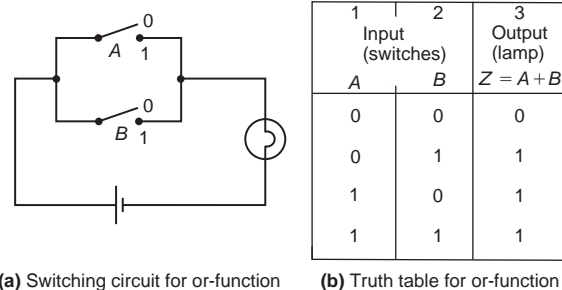 0
A 1
0
B 1
1 2 3
Input Output
(switches) (lamp)
A B Z = A+B
0 0 0
0 1 1
1 0 1
1 1 1
(a) Switching circuit for or-function (b) Truth table for or-function